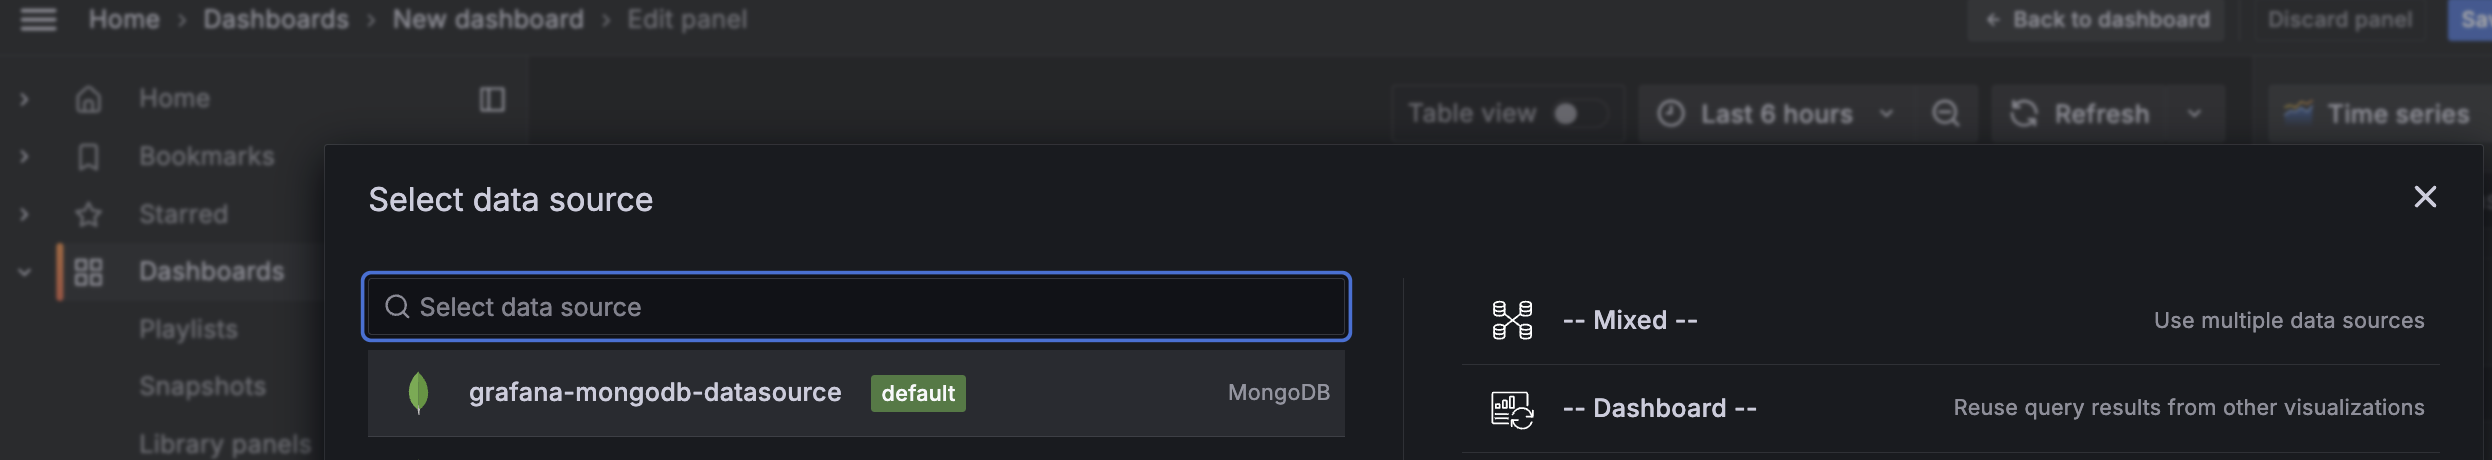 Home › Dashboards › New dashboard › Edit panel
← Back to dashboard
Discard panel
Home
Table view
Last 6 hours
Refresh
Time series
Bookmarks
Starred
Dashboards
Playlists
Snapshots
Library panels
Select data source
Select data source
grafana-mongodb-datasource default MongoDB
-- Mixed -- Use multiple data sources
-- Dashboard -- Reuse query results from other visualizations